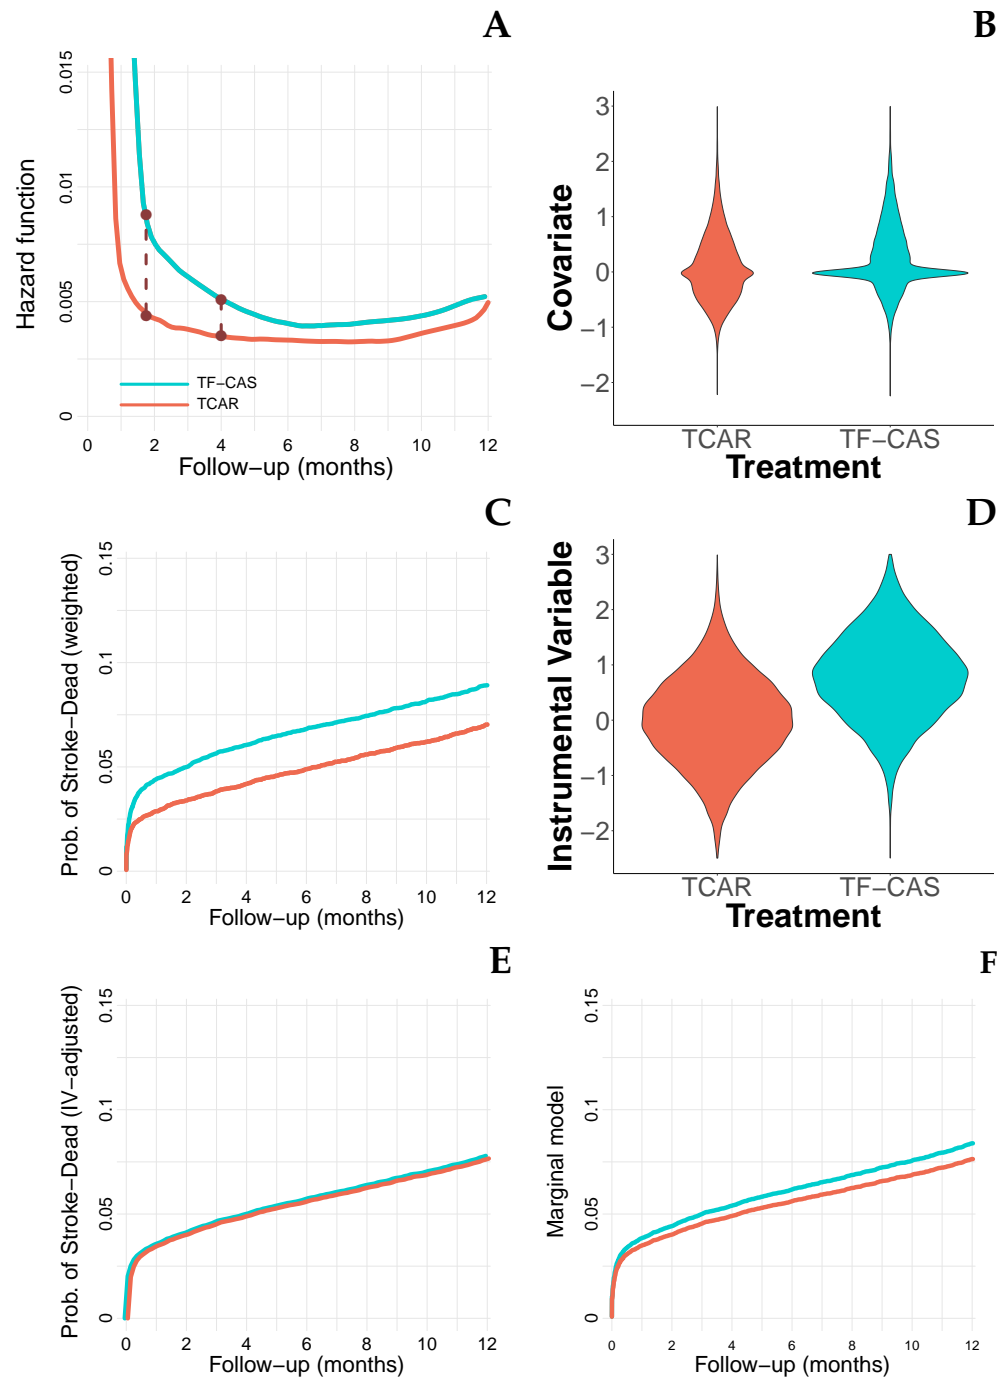 A
0.015
0.01
0.005
0
Hazard function
TF−CAS
TCAR
0 2 4 6 8 10 12
Follow−up (months)
B
3
2
1
0
−1
−2
Covariate
TCAR TF−CAS
Treatment
C
0.15
0.1
0.05
0
Prob. of Stroke−Dead (weighted)
0 2 4 6 8 10 12
Follow−up (months)
D
3
2
1
0
−1
−2
Instrumental Variable
TCAR TF−CAS
Treatment
E
0.15
0.1
0.05
0
Prob. of Stroke−Dead (IV−adjusted)
0 2 4 6 8 10 12
Follow−up (months)
F
0.15
0.1
0.05
0
Marginal model
0 2 4 6 8 10 12
Follow−up (months)